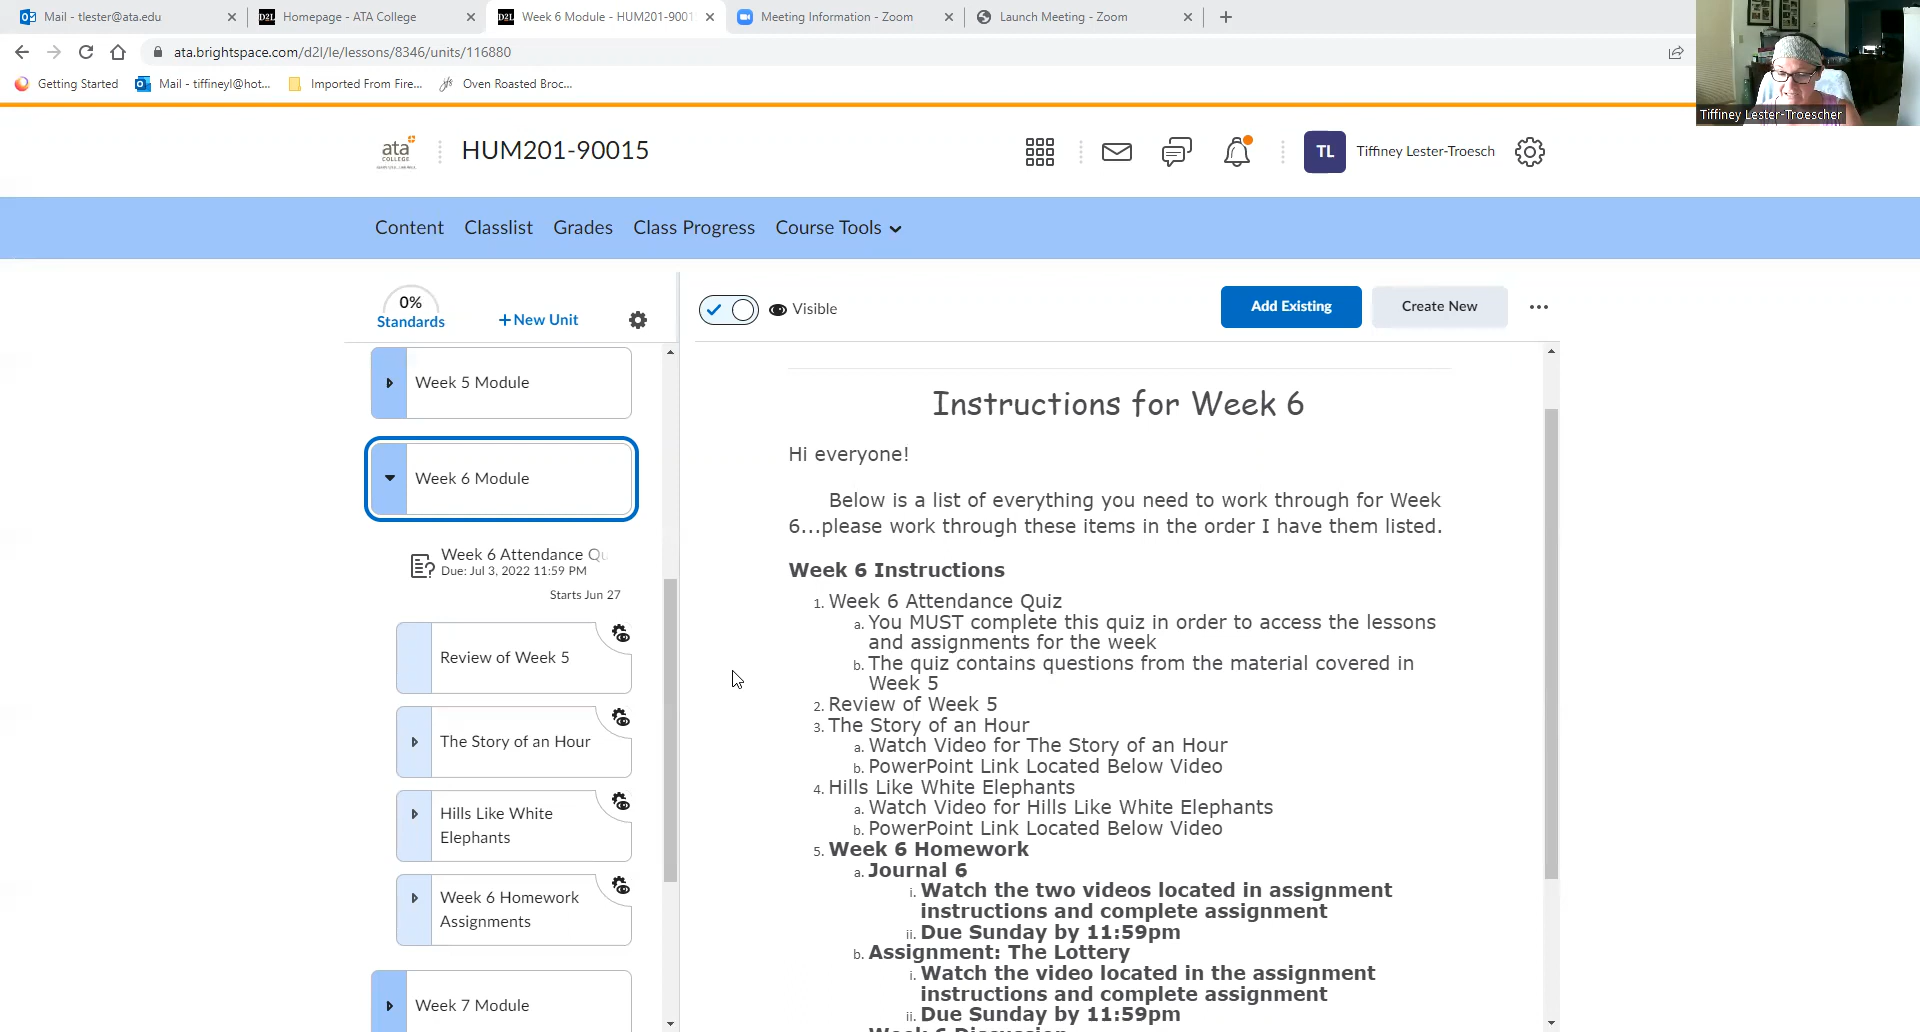 Mail - tlester@ata.edu
Homepage - ATA College
Week 6 Module - HUM201-9001
Meeting Information - Zoom
Launch Meeting - Zoom
ata.brightspace.com/d2l/le/lessons/8346/units/116880
Getting Started
Mail - tiffineyl@hot...
Imported From Fire...
Oven Roasted Broc...
Tiffiney Lester-Troescher
ata
COLLEGE
HUM201-90015
TL
Tiffiney Lester-Troesch
Content Classlist Grades Class Progress Course Tools
0%
Standards
+ New Unit
Visible
Add Existing
Create New
Week 5 Module
Week 6 Module
Week 6 Attendance Qu
Due: Jul 3, 2022 11:59 PM
Starts Jun 27
Review of Week 5
The Story of an Hour
Hills Like White
Elephants
Week 6 Homework
Assignments
Week 7 Module
Instructions for Week 6
Hi everyone!
Below is a list of everything you need to work through for Week
6...please work through these items in the order I have them listed.
Week 6 Instructions
1. Week 6 Attendance Quiz
a. You MUST complete this quiz in order to access the lessons
and assignments for the week
b. The quiz contains questions from the material covered in
Week 5
2. Review of Week 5
3. The Story of an Hour
a. Watch Video for The Story of an Hour
b. PowerPoint Link Located Below Video
4. Hills Like White Elephants
a. Watch Video for Hills Like White Elephants
b. PowerPoint Link Located Below Video
5. Week 6 Homework
a. Journal 6
i. Watch the two videos located in assignment
instructions and complete assignment
ii. Due Sunday by 11:59pm
b. Assignment: The Lottery
i. Watch the video located in the assignment
instructions and complete assignment
ii. Due Sunday by 11:59pm
Week 6 Discussion